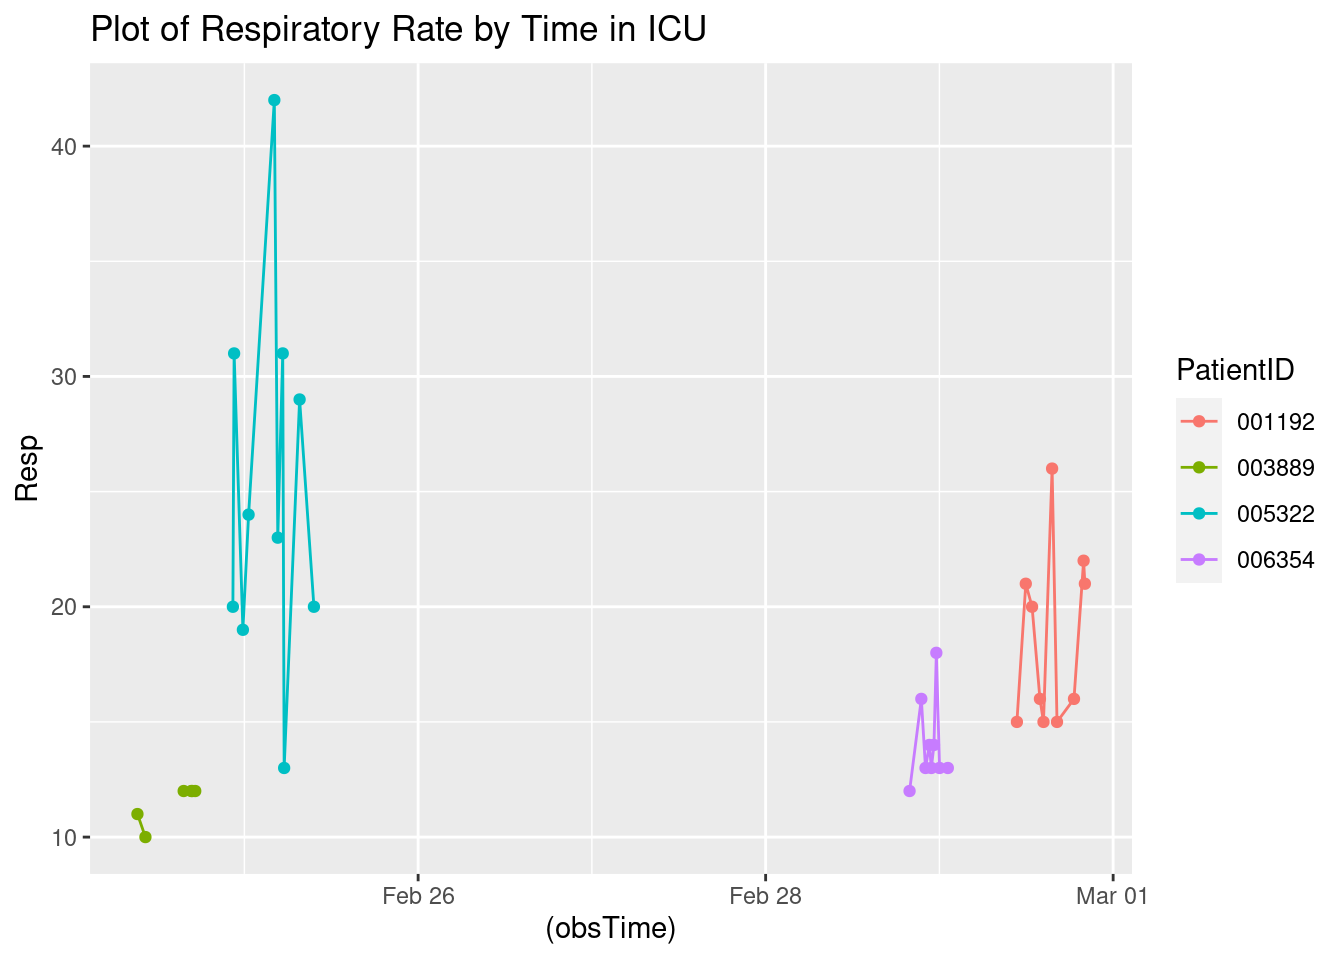 Plot of Respiratory Rate by Time in ICU
40
30
20
10
Resp
Feb 26
Feb 28
Mar 01
(obsTime)
PatientID
001192
003889
005322
006354